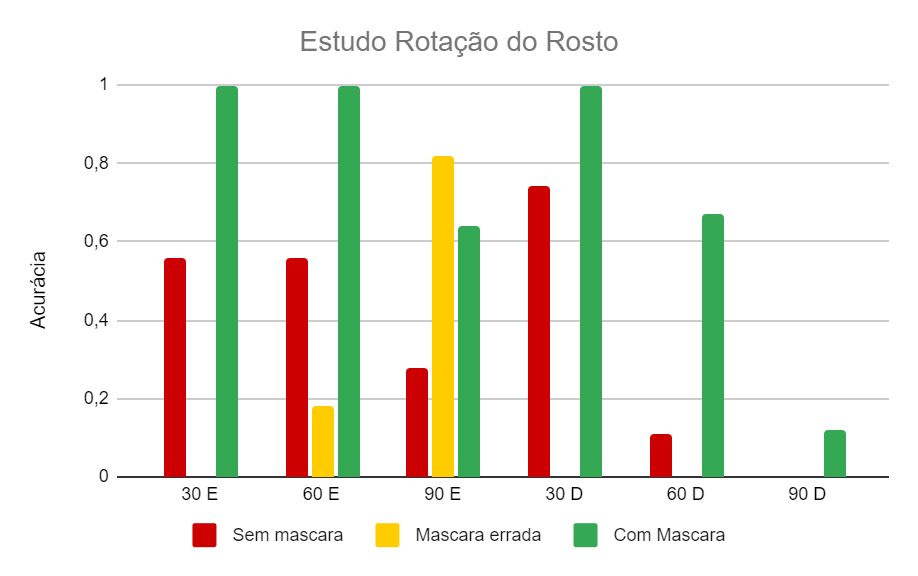 Estudo Rotação do Rosto
Acurácia
1
0,8
0,6
0,4
0,2
0
30 E 60 E 90 E 30 D 60 D 90 D
Sem mascara Mascara errada Com Mascara